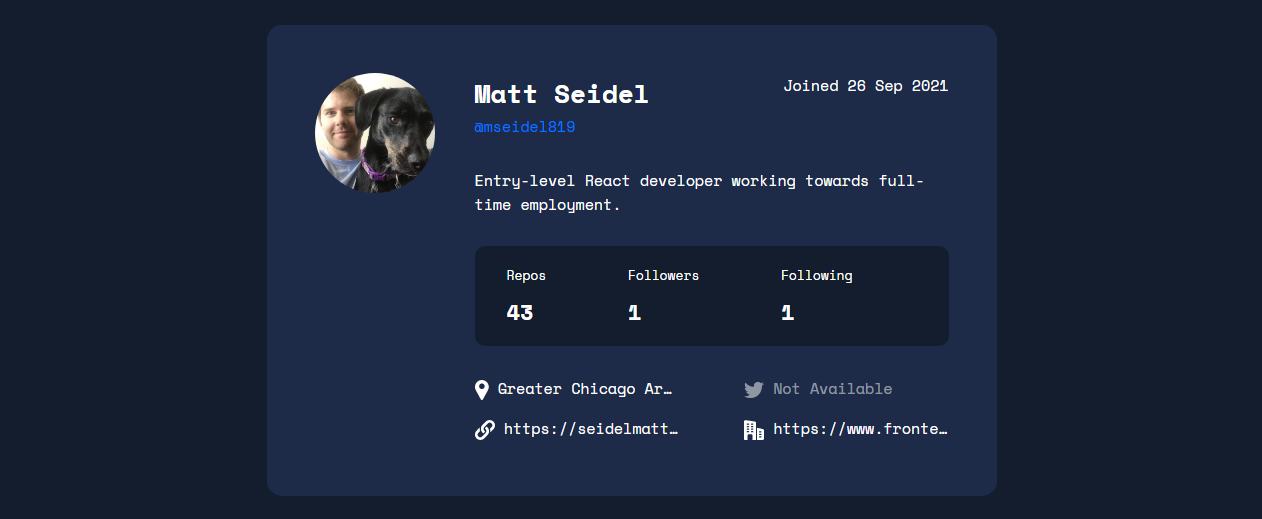 Matt Seidel
Joined 26 Sep 2021
@mseidel819
Entry-level React developer working towards full-
time employment.
Repos Followers Following
43 1 1
Greater Chicago Ar…
Not Available
https://seidelmatt…
https://www.fronte…